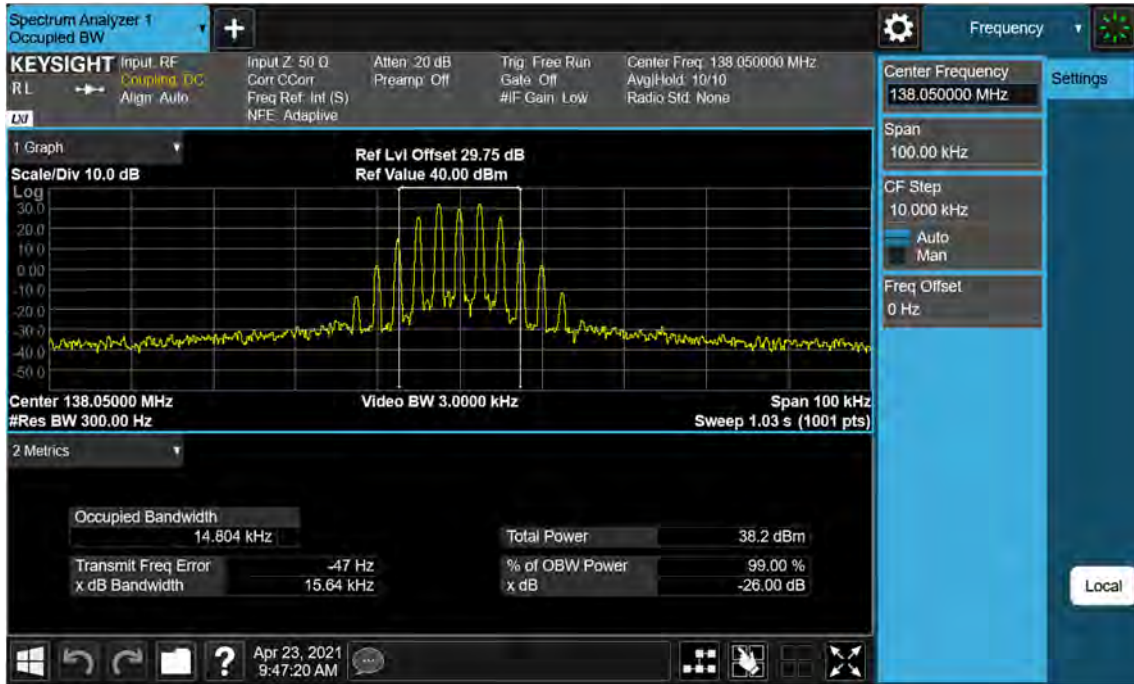 Spectrum Analyzer 1
Occupied BW
+
Frequency
KEYSIGHT
RL
LXI
Input: RF
Coupling: DC
Align: Auto
Input Z: 50 Ω
Corr CCorr
Freq Ref: Int (S)
NFE: Adaptive
Atten: 20 dB
Preamp: Off
Trig: Free Run
Gate: Off
#IF Gain: Low
Center Freq: 138.050000 MHz
Avg|Hold: 10/10
Radio Std: None
Center Frequency
138.050000 MHz
Settings
Span
100.00 kHz
CF Step
10.000 kHz
Auto
Man
Freq Offset
0 Hz
Local
1 Graph
Scale/Div 10.0 dB
Ref Lvl Offset 29.75 dB
Ref Value 40.00 dBm
Log
30.0
20.0
10.0
0.00
-10.0
-20.0
-30.0
-40.0
-50.0
Center 138.05000 MHz
Video BW 3.0000 kHz
Span 100 kHz
#Res BW 300.00 Hz
Sweep 1.03 s (1001 pts)
2 Metrics
Occupied Bandwidth
14.804 kHz
Total Power 38.2 dBm
Transmit Freq Error -47 Hz
% of OBW Power 99.00 %
x dB Bandwidth 15.64 kHz
x dB -26.00 dB
?
Apr 23, 2021
9:47:20 AM